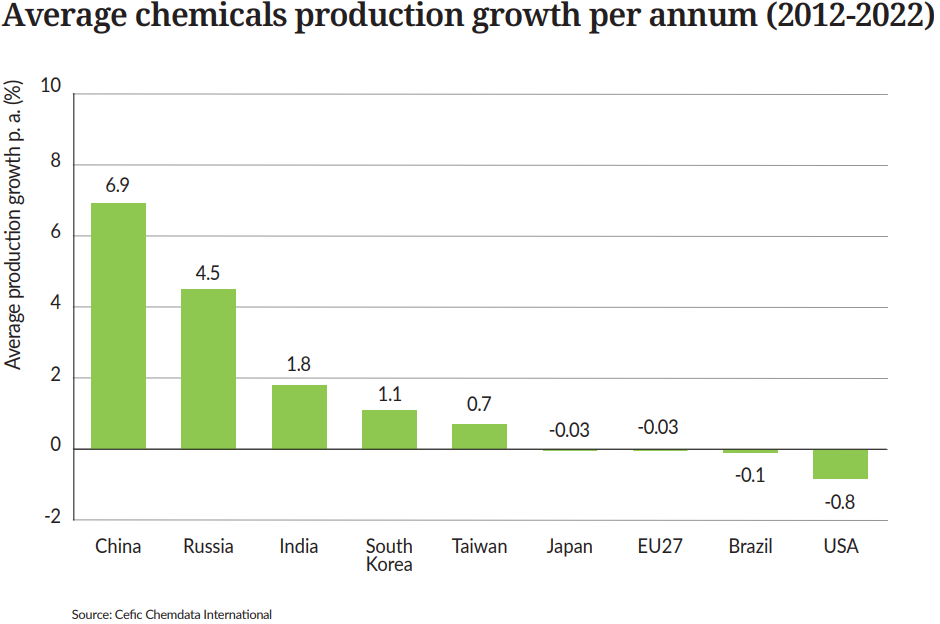 Average chemicals production growth per annum (2012-2022)
Average production growth p. a. (%)
10
8
6
4
2
0
-2
6.9
4.5
1.8
1.1
0.7
-0.03
-0.03
-0.1
-0.8
China
Russia
India
South
Korea
Taiwan
Japan
EU27
Brazil
USA
Source: Cefic Chemdata International